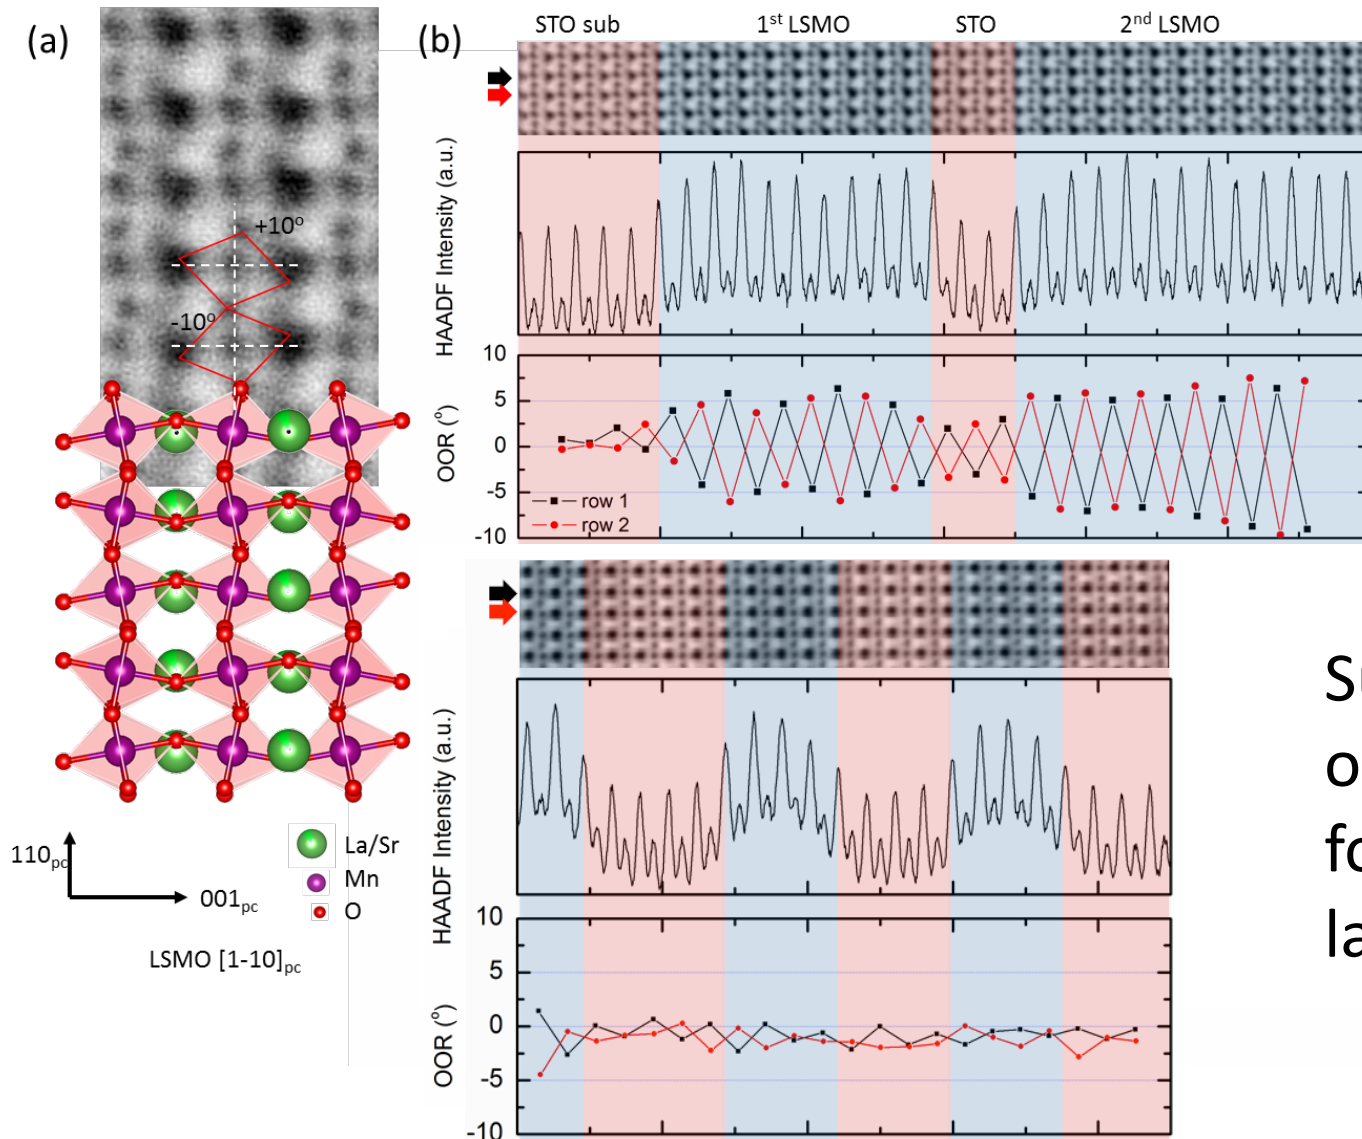 (a)
+10º
-10º
110pc
001pc
La/Sr
Mn
O
LSMO [1-10]pc
(b)
STO sub
1st LSMO
STO
2nd LSMO
HAADF Intensity (a.u.)
OOR (º)
10
5
0
-5
-10
row 1
row 2
HAADF Intensity (a.u.)
OOR (º)
10
5
0
-5
-10
fo
la